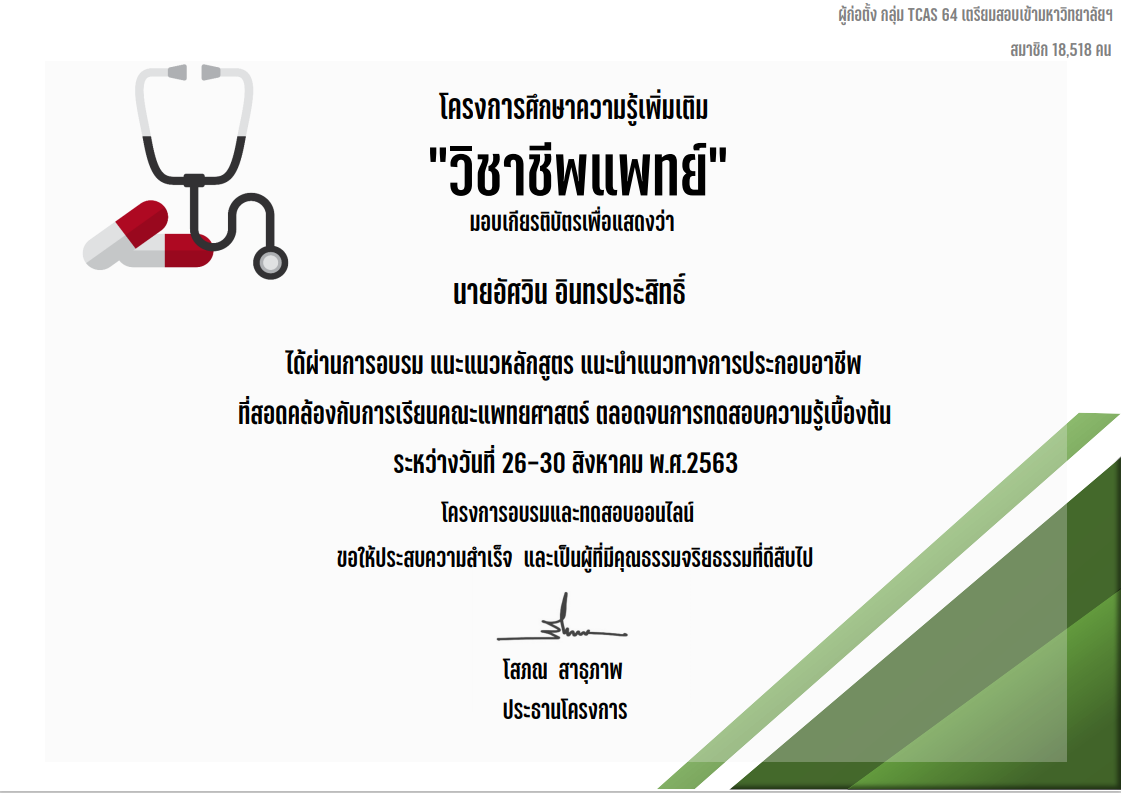 ผู้ก่อตั้ง กลุ่ม TCAS 64 เตรียมสอบเข้ามหาวิทยาลัยฯ
สมาชิก 18,518 คน
โครงการศึกษาความรู้เพิ่มเติม
"วิชาชีพแพทย์"
มอบเกียรติบัตรเพื่อแสดงว่า
นายอัศวิน อินทรประสิทธิ์
ได้ผ่านการอบรม แนะแนวหลักสูตร แนะนำแนวทางการประกอบอาชีพ
ที่สอดคล้องกับการเรียนคณะแพทยศาสตร์ ตลอดจนการทดสอบความรู้เบื้องต้น
ระหว่างวันที่ 26-30 สิงหาคม พ.ศ.2563
โครงการอบรมและทดสอบออนไลน์
ขอให้ประสบความสำเร็จ และเป็นผู้ที่มีคุณธรรมจริยธรรมที่ดีสืบไป
โสภณ สาธุภาพ
ประธานโครงการ